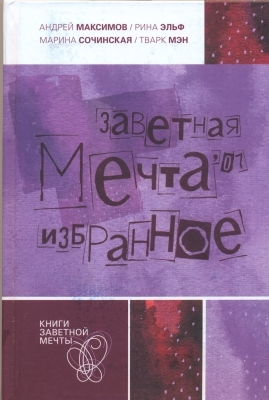 АНДРЕЙ МАКСИМОВ / РИНА ЭЛЬФ
МАРИНА СОЧИНСКАЯ / ТВАРК МЭН
ЗАВЕТНАЯ
МЕЧТА'07
ИЗБРАННОЕ
КНИГИ
ЗАВЕТНОЙ
МЕЧТЫ